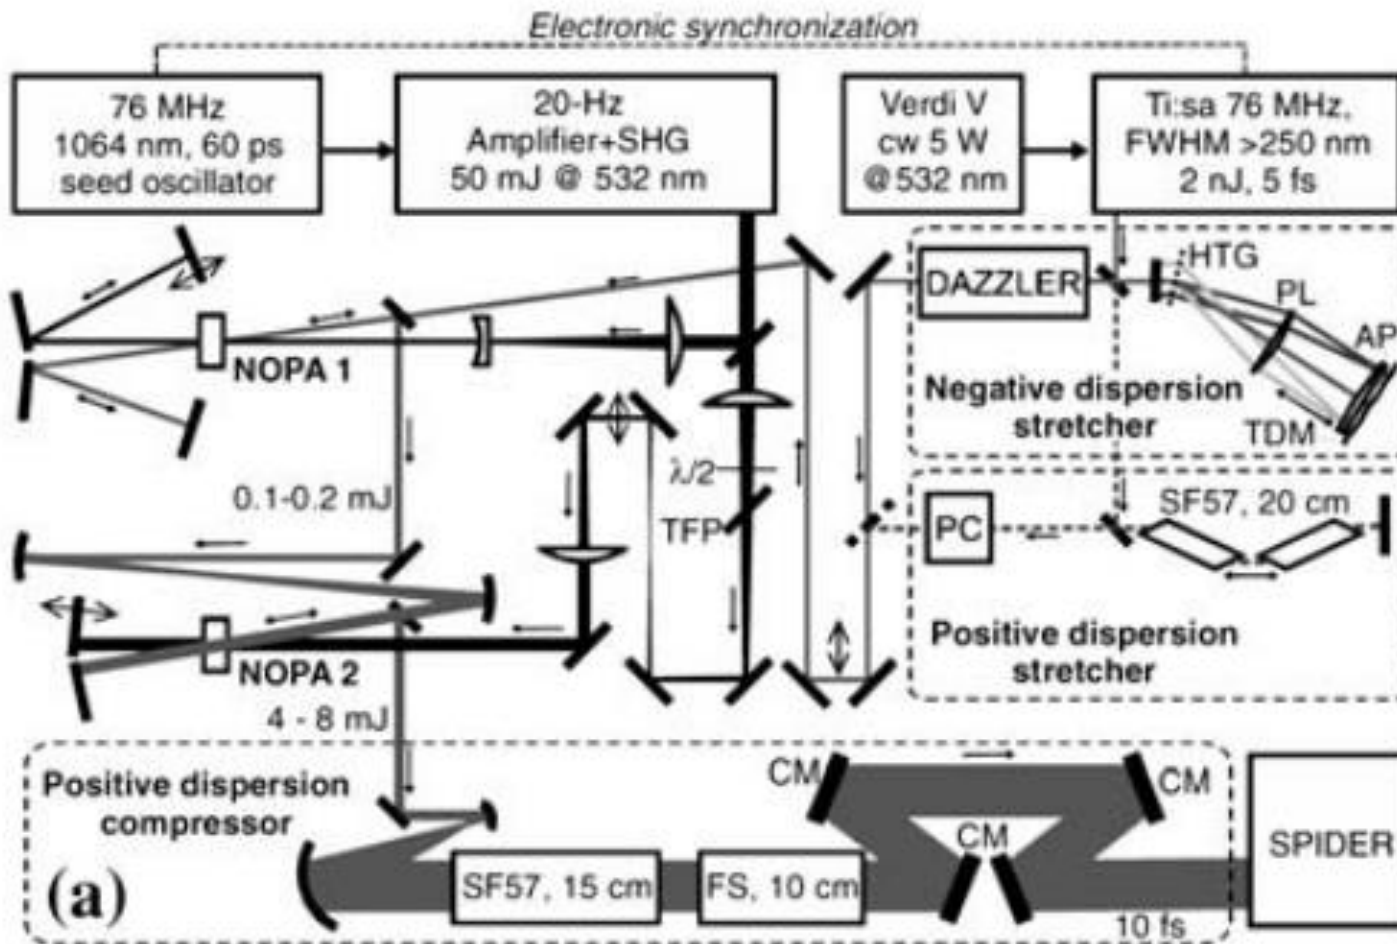 Electronic synchronization
76 MHz
1064 nm, 60 ps
seed oscillator
20-Hz
Amplifier+SHG
50 mJ @ 532 nm
Verdi V
cw 5 W
@532 nm
Ti:sa 76 MHz,
FWHM >250 nm
2 nJ, 5 fs
DAZZLER
HTG
PL
AP
TDM
Negative dispersion
stretcher
NOPA 1
λ/2
TFP
0.1-0.2 mJ
PC
SF57, 20 cm
Positive dispersion
stretcher
NOPA 2
4 - 8 mJ
Positive dispersion
compressor
CM
CM
CM
SF57, 15 cm
FS, 10 cm
10 fs
SPIDER
(a)